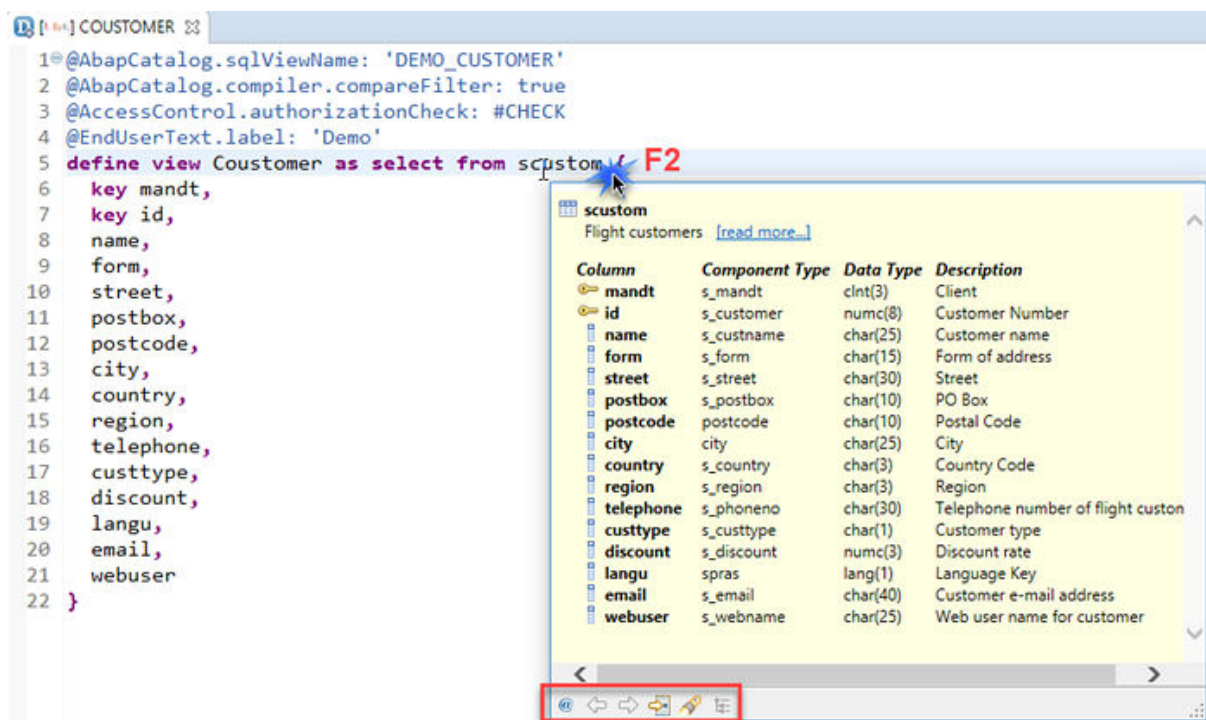 COUSTOMER
1 @AbapCatalog.sqlViewName: 'DEMO_CUSTOMER'
2 @AbapCatalog.compiler.compareFilter: true
3 @AccessControl.authorizationCheck: #CHECK
4 @EndUserText.label: 'Demo'
5 define view Coustomer as select from scustom { F2
6 key mandt,
7 key id,
8 name,
9 form,
10 street,
11 postbox,
12 postcode,
13 city,
14 country,
15 region,
16 telephone,
17 custtype,
18 discount,
19 langu,
20 email,
21 webuser
22 }
scustom
Flight customers [read more...]
Column Component Type Data Type Description
mandt s_mandt clnt(3) Client
id s_customer numc(8) Customer Number
name s_custname char(25) Customer name
form s_form char(15) Form of address
street s_street char(30) Street
postbox s_postbox char(10) PO Box
postcode postcode char(10) Postal Code
city city char(25) City
country s_country char(3) Country Code
region s_region char(3) Region
telephone s_phoneno char(30) Telephone number of flight custon
custtype s_custtype char(1) Customer type
discount s_discount numc(3) Discount rate
langu spras lang(1) Language Key
email s_email char(40) Customer e-mail address
webuser s_webname char(25) Web user name for customer